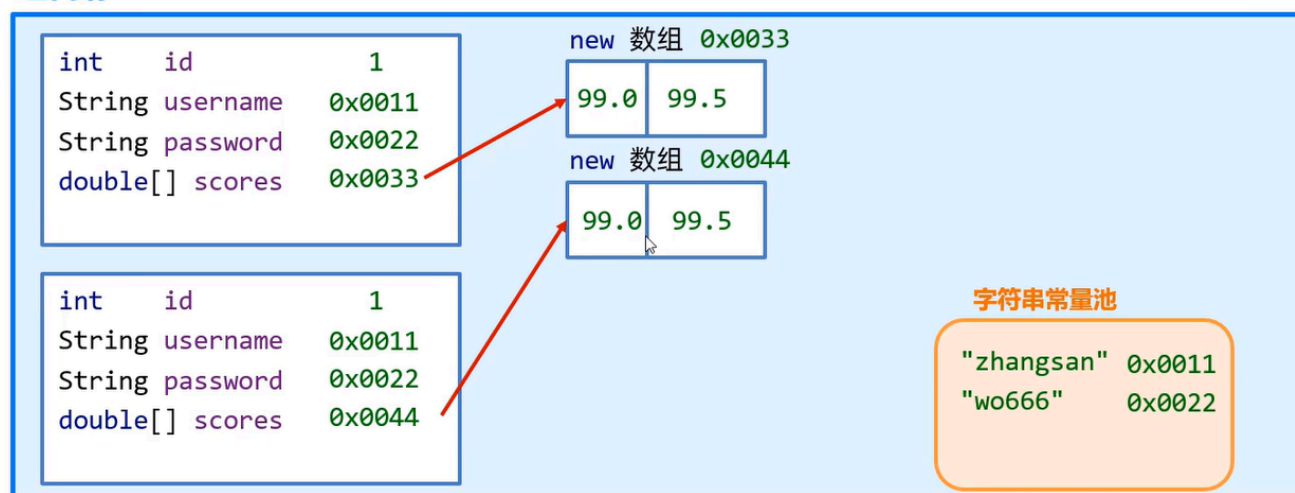 int id 1
String username 0x0011
String password 0x0022
double[] scores 0x0033
new 数组 0x0033
99.0 99.5
new 数组 0x0044
99.0 99.5
int id 1
String username 0x0011
String password 0x0022
double[] scores 0x0044
字符串常量池
"zhangsan" 0x0011
"wo666" 0x0022